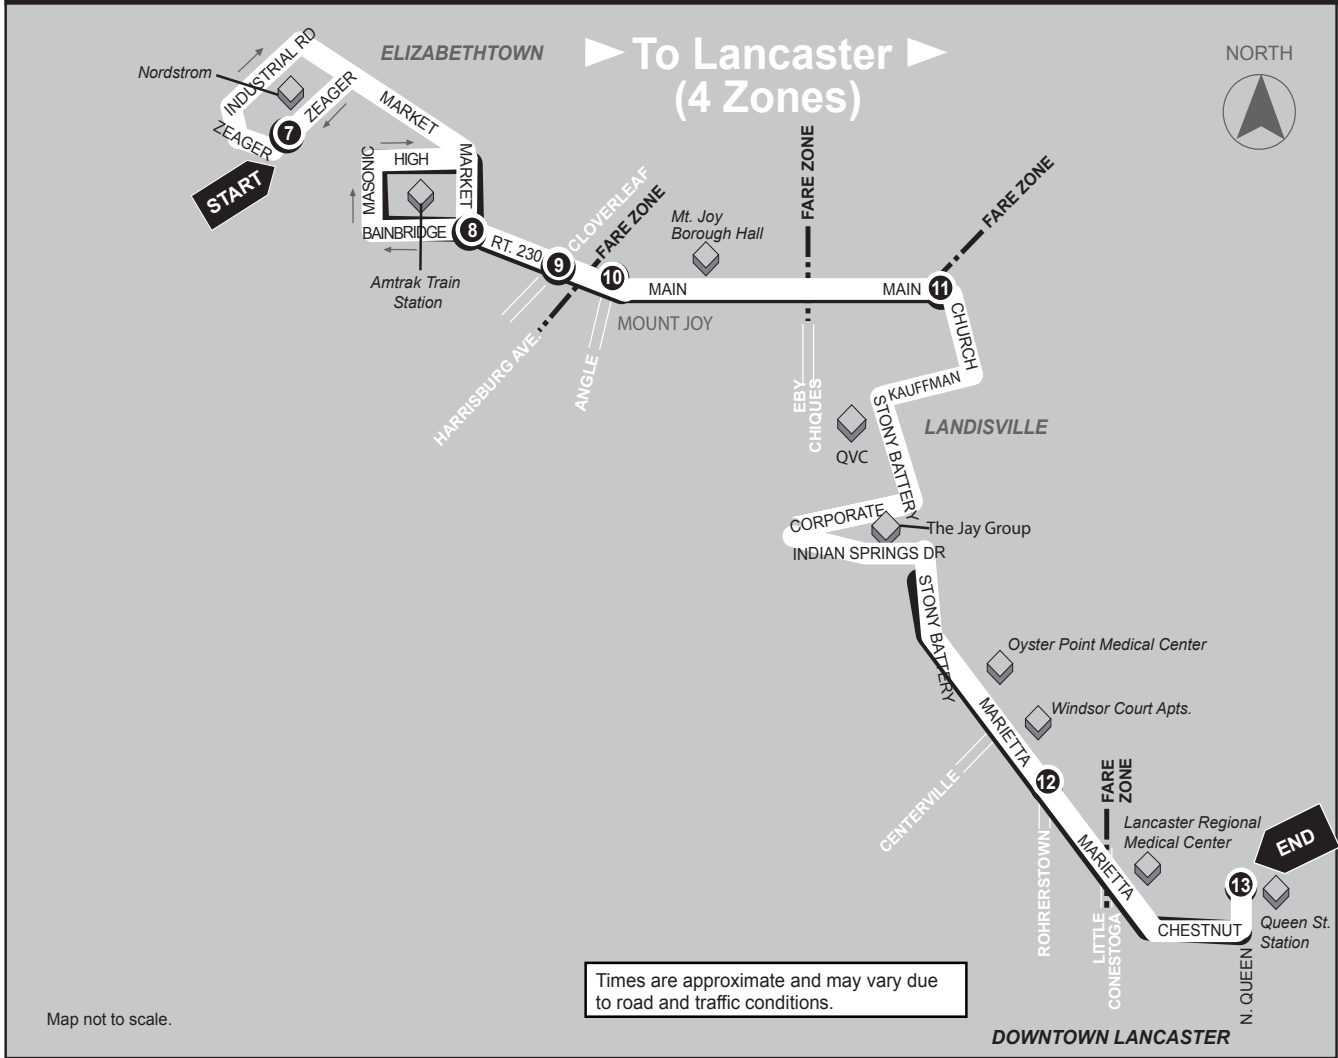 ELIZABETHTOWN
To Lancaster
(4 Zones)
NORTH
Nordstrom
INDUSTRIAL RD
ZEAGER
ZEAGER
7
START
MARKET
MARKET
MASONIC
HIGH
BAINBRIDGE
8
Amtrak Train
Station
RT. 230
9
CLOVERLEAF
FARE ZONE
10
HARRISBURG AVE.
ANGLE
Mt. Joy
Borough Hall
MAIN
MOUNT JOY
FARE ZONE
EBY
CHIQUES
MAIN
11
FARE ZONE
CHURCH
KAUFFMAN
LANDISVILLE
STONY BATTERY
QVC
CORPORATE
The Jay Group
INDIAN SPRINGS DR
STONY BATTERY
Oyster Point Medical Center
Windsor Court Apts.
MARIETTA
CENTERVILLE
12
ROHRERSTOWN
FARE
ZONE
LITTLE
CONESTOGA
MARIETTA
Lancaster Regional
Medical Center
END
13
Queen St.
Station
CHESTNUT
N. QUEEN
Times are approximate and may vary due
to road and traffic conditions.
Map not to scale.
DOWNTOWN LANCASTER